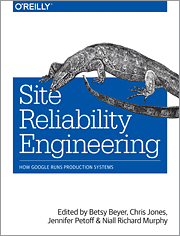 O'REILLY®
Site
Reliability
Engineering
HOW GOOGLE RUNS PRODUCTION SYSTEMS
Edited by Betsy Beyer, Chris Jones,
Jennifer Petoff & Niall Richard Murphy